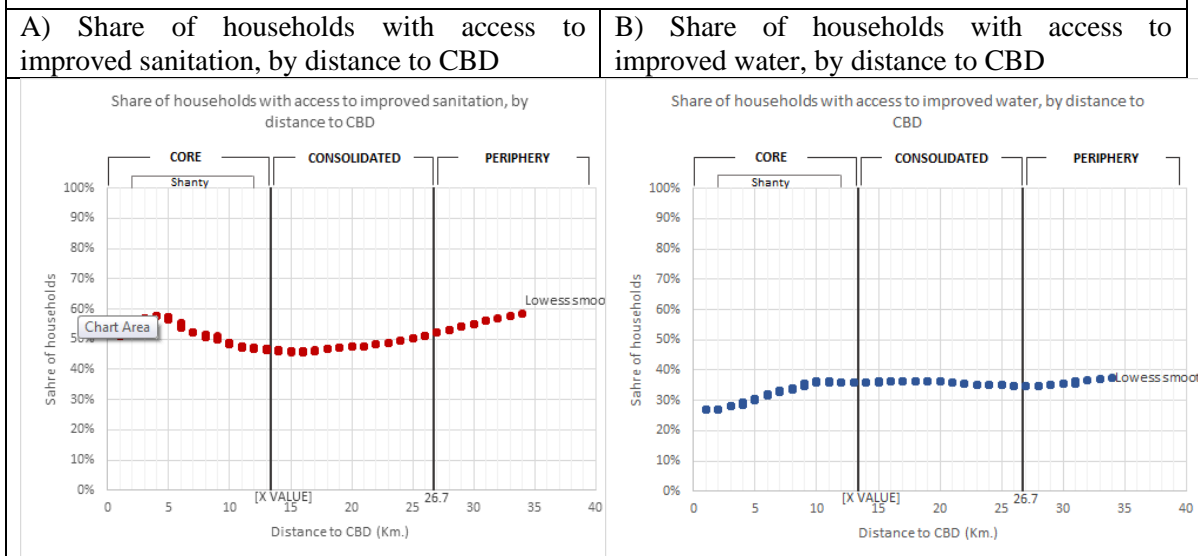 A) Share of households with access to
improved sanitation, by distance to CBD
B) Share of households with access to
improved water, by distance to CBD
Share of households with access to improved sanitation, by
distance to CBD
CORE
CONSOLIDATED
PERIPHERY
Shanty
100%
90%
80%
70%
60%
Chart Area
40%
30%
20%
10%
0%
Sahre of households
Lowess smoo
[X VALUE]
26.7
0
5
10
15
20
25
30
35
40
Distance to CBD (Km.)
Share of households with access to improved water, by distance to
CBD
CORE
CONSOLIDATED
PERIPHERY
Shanty
100%
90%
80%
70%
60%
50%
40%
30%
20%
10%
0%
Sahre of households
Lowess smoot
[X VALUE]
26.7
0
5
10
15
20
25
30
35
40
Distance to CBD (Km.)